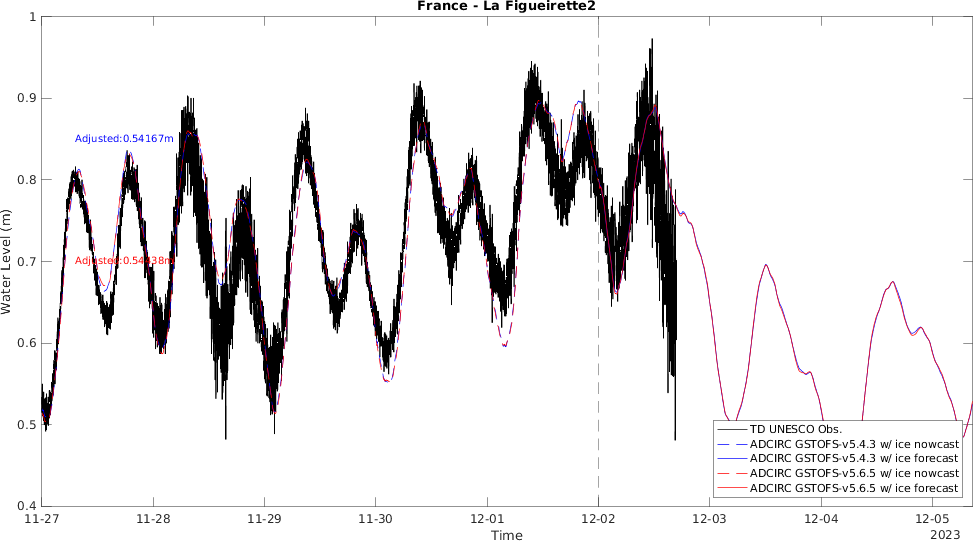 France - La Figueirette2
1
0.9
0.8
0.7
0.6
0.5
0.4
Water Level (m)
Adjusted:0.54167m
Adjusted:0.54138m
TD UNESCO Obs.
ADCIRC GSTOFS-v5.4.3 w/ ice nowcast
ADCIRC GSTOFS-v5.4.3 w/ ice forecast
ADCIRC GSTOFS-v5.6.5 w/ ice nowcast
ADCIRC GSTOFS-v5.6.5 w/ ice forecast
11-27 11-28 11-29 11-30 12-01 12-02 12-03 12-04 12-05
Time
2023